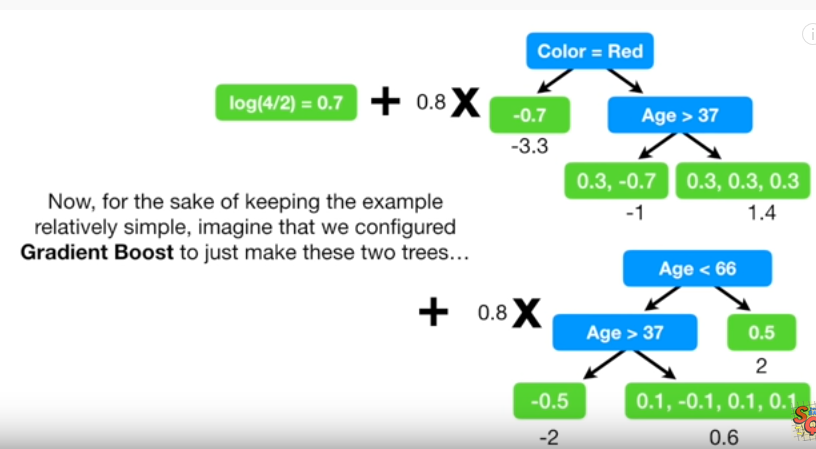 Color = Red
log(4/2) = 0.7 + 0.8 X
-0.7
Age > 37
-3.3
0.3, -0.7
0.3, 0.3, 0.3
-1
1.4
Now, for the sake of keeping the example
relatively simple, imagine that we configured
Gradient Boost to just make these two trees…
Age < 66
+ 0.8 X
Age > 37
0.5
2
-0.5
0.1, -0.1, 0.1, 0.1
-2
0.6